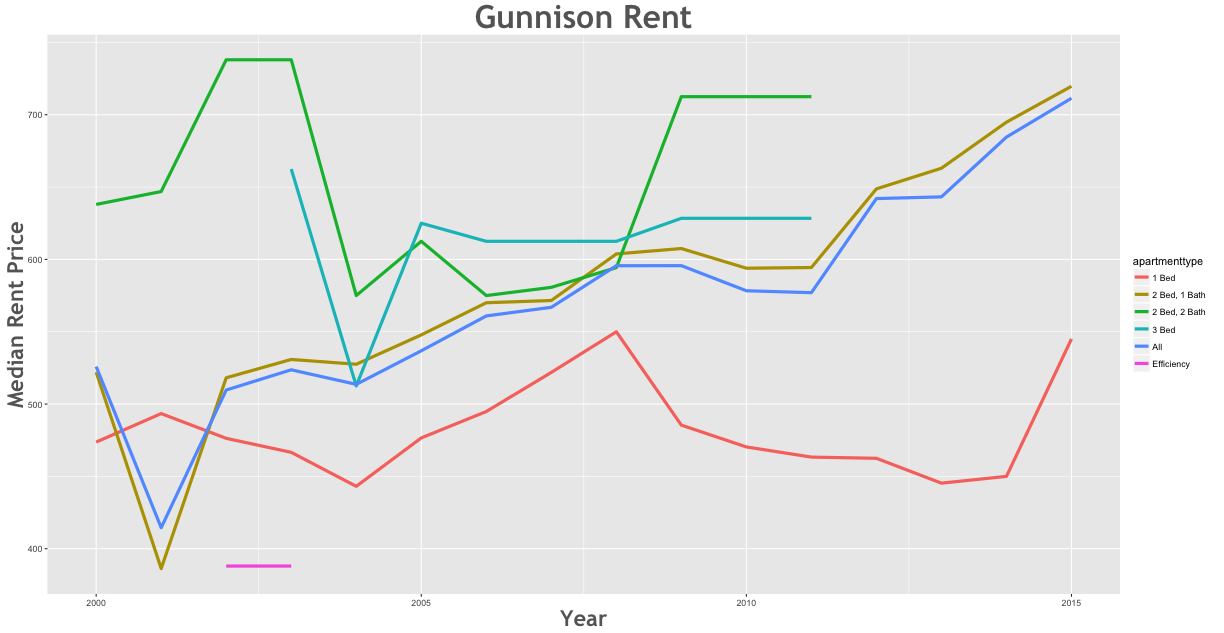 Gunnison Rent
Median Rent Price
700
600
500
400
2000
2005
2010
2015
Year
apartmenttype
1 Bed
2 Bed, 1 Bath
2 Bed, 2 Bath
3 Bed
All
Efficiency